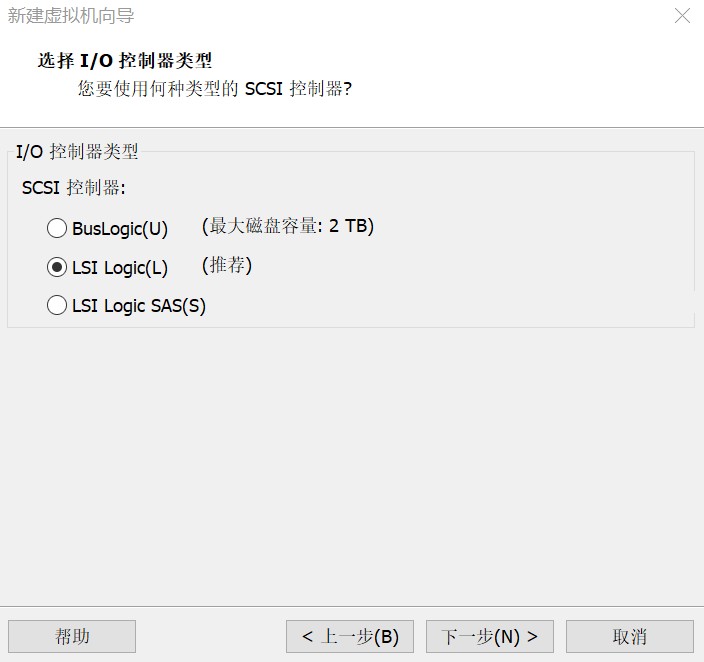 新建虚拟机向导
选择 I/O 控制器类型
您要使用何种类型的 SCSI 控制器?
I/O 控制器类型
SCSI 控制器:
BusLogic(U) (最大磁盘容量: 2 TB)
LSI Logic(L) (推荐)
LSI Logic SAS(S)
帮助 < 上一步(B) 下一步(N) > 取消